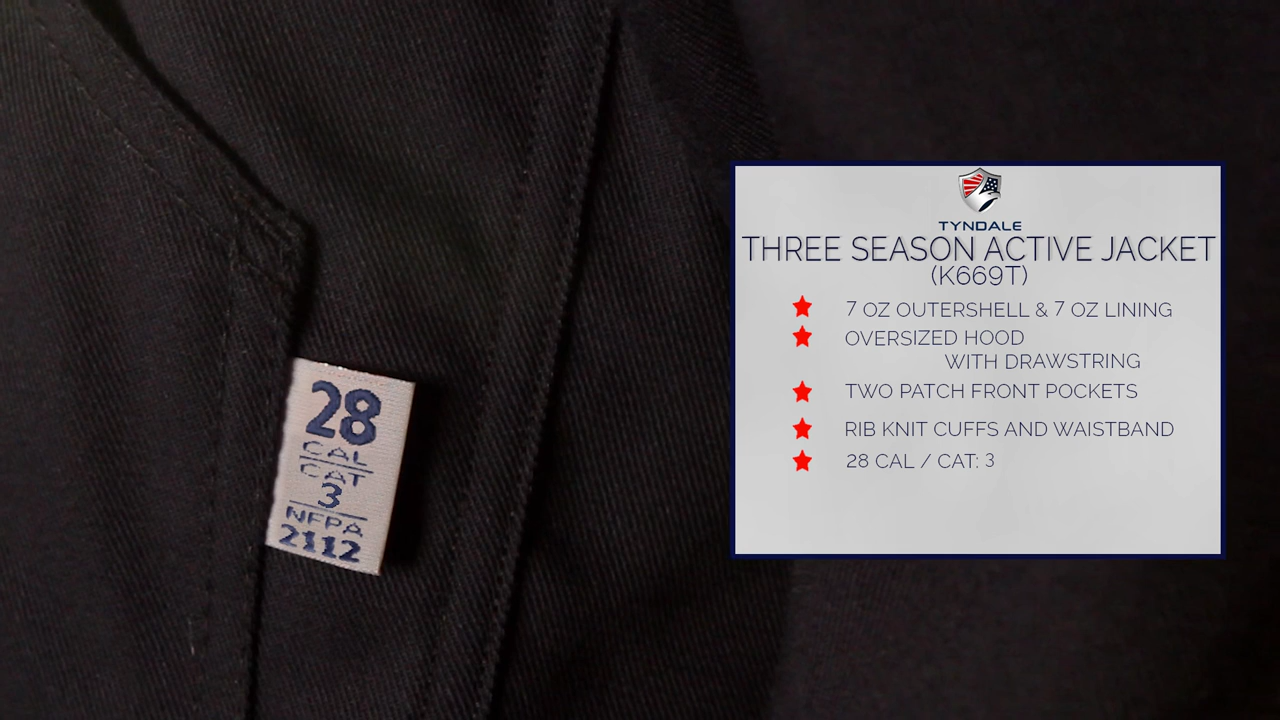 28
CAL
CAT
3
NFPA
2112
TYNDALE
THREE SEASON ACTIVE JACKET
(K669T)
7 OZ OUTERSHELL & 7 OZ LINING
OVERSIZED HOOD
WITH DRAWSTRING
TWO PATCH FRONT POCKETS
RIB KNIT CUFFS AND WAISTBAND
28 CAL / CAT: 3